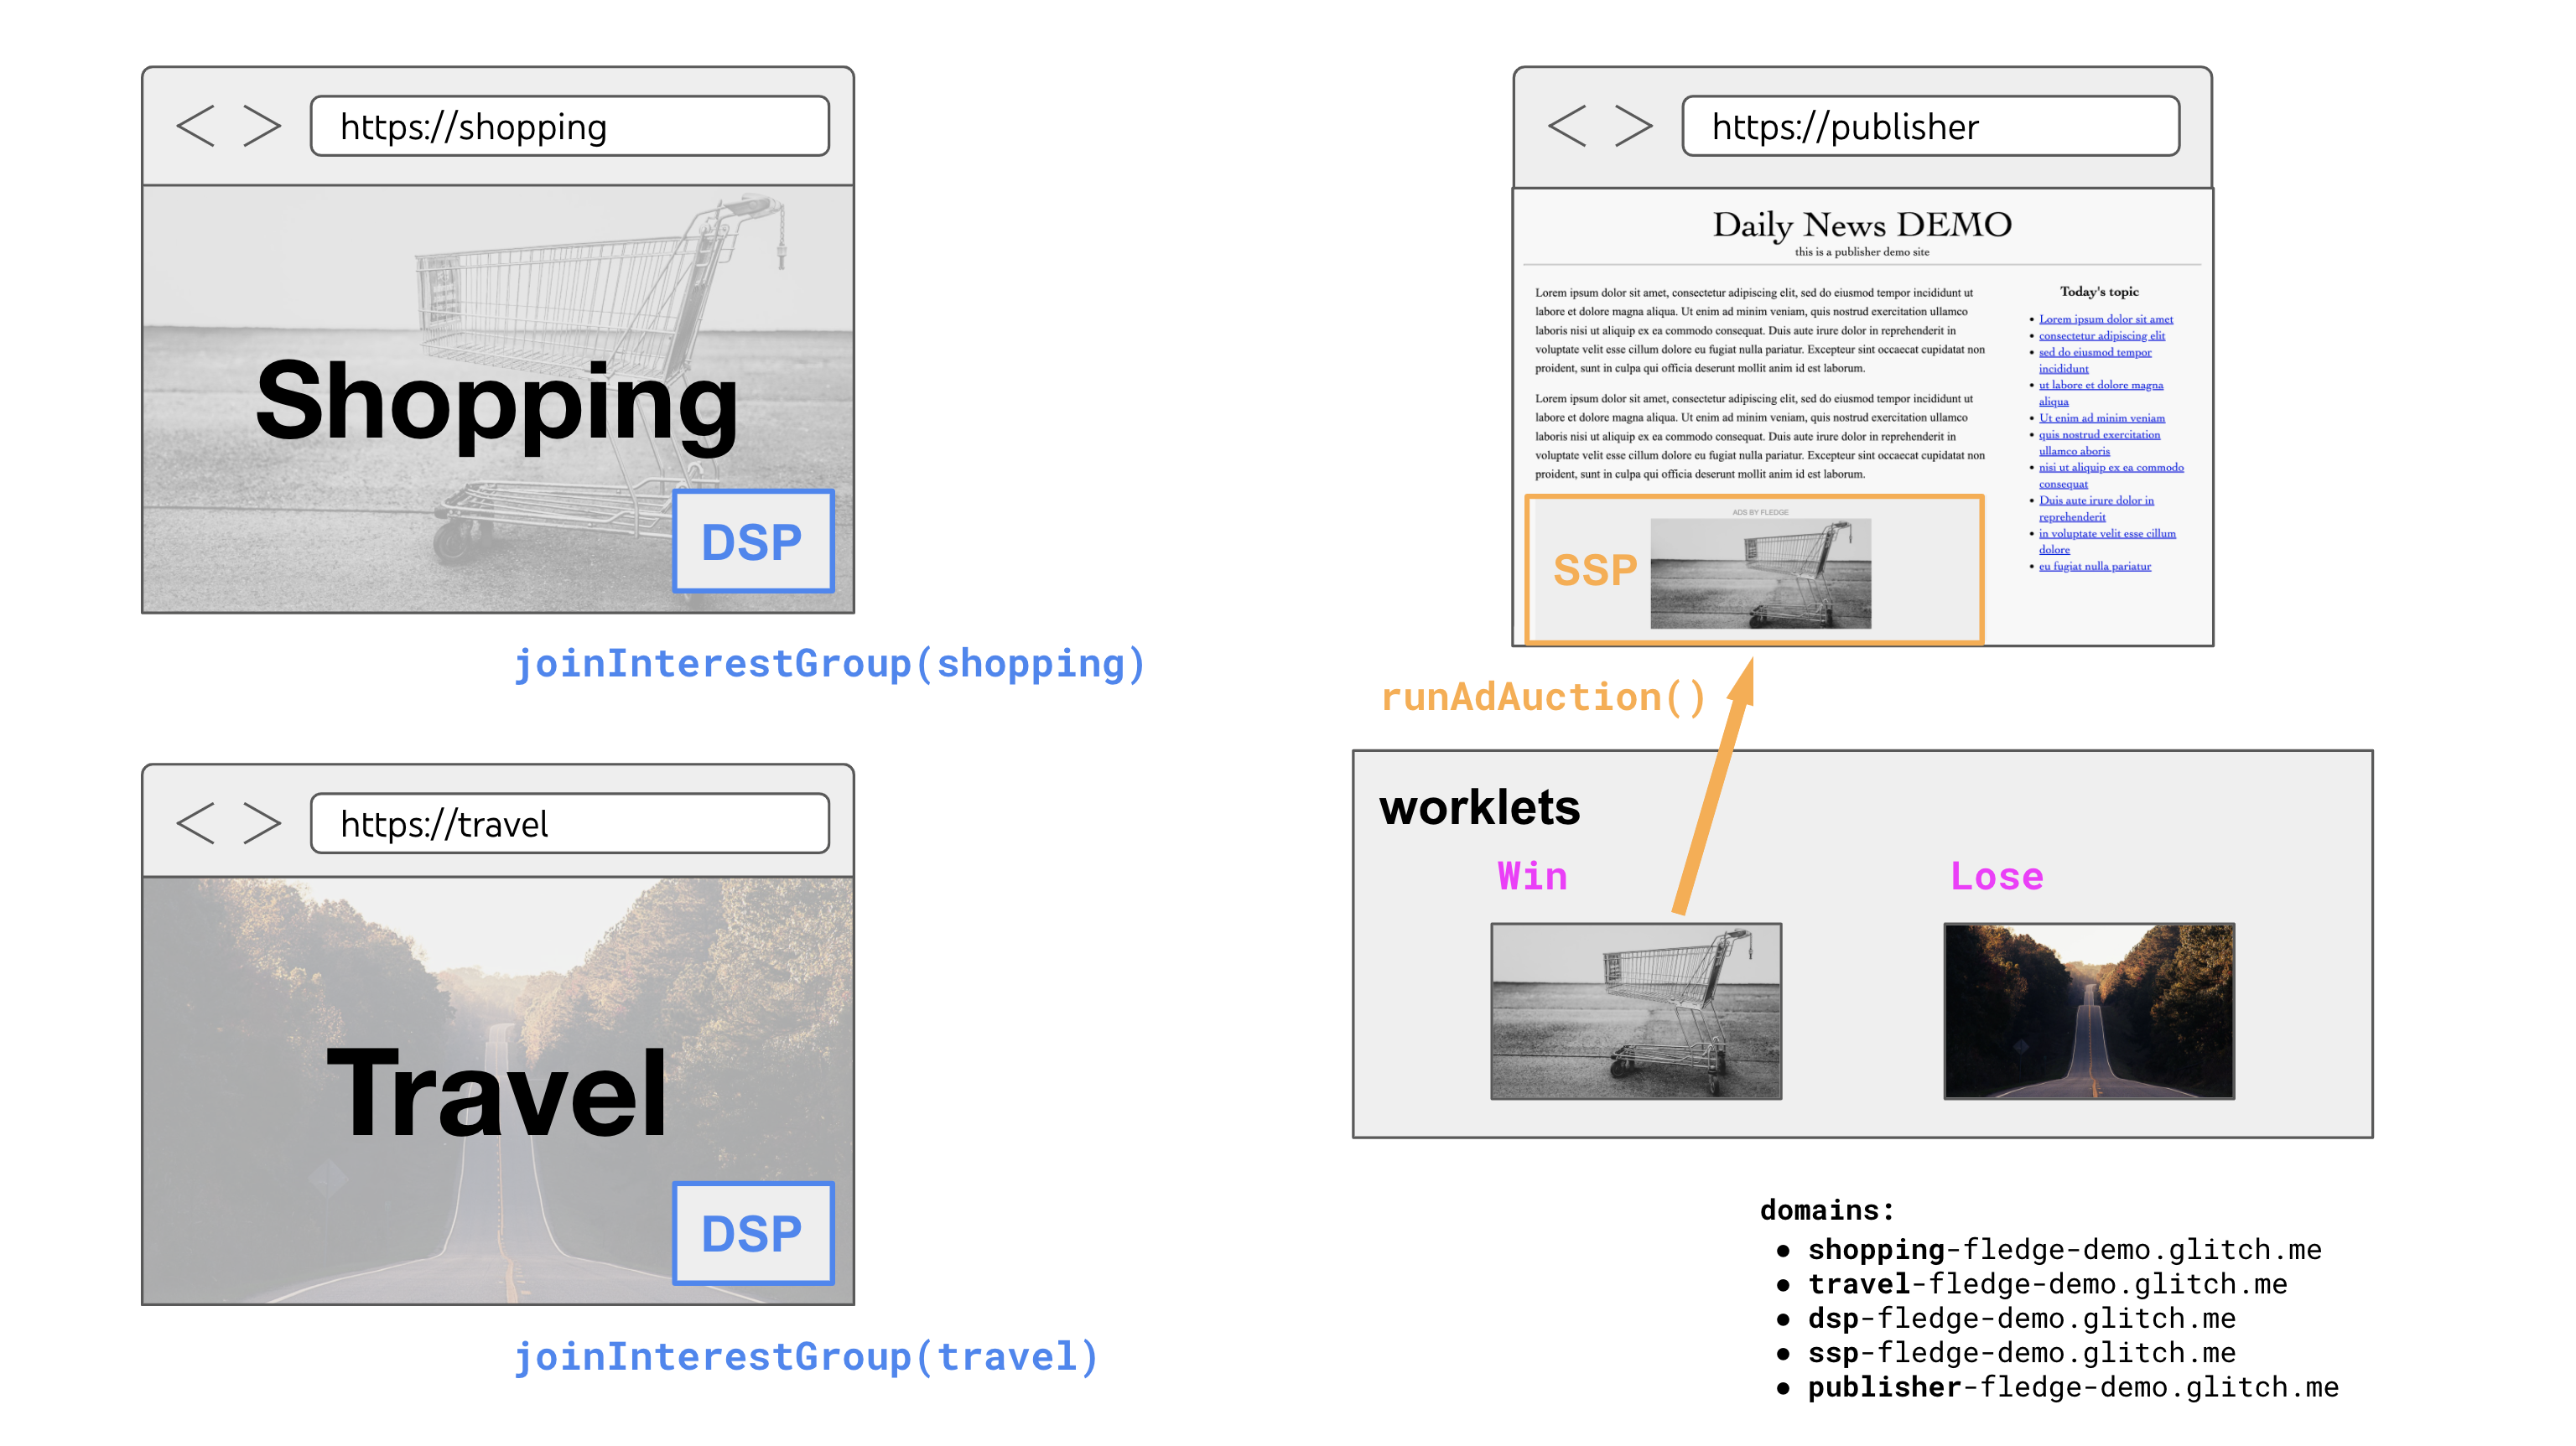 https://shopping
Shopping
DSP
joinInterestGroup(shopping)
https://travel
Travel
DSP
joinInterestGroup(travel)
https://publisher
Daily News DEMO
this is a publisher demo site
Lorem ipsum dolor sit amet, consectetur adipiscing elit, sed do eiusmod tempor incididunt ut
labore et dolore magna aliqua. Ut enim ad minim veniam, quis nostrud exercitation ullamco
laboris nisi ut aliquip ex ea commodo consequat. Duis aute irure dolor in reprehenderit in
voluptate velit esse cillum dolore eu fugiat nulla pariatur. Excepteur sint occaecat cupidatat non
proident, sunt in culpa qui officia deserunt mollit anim id est laborum.
Lorem ipsum dolor sit amet, consectetur adipiscing elit, sed do eiusmod tempor incididunt ut
labore et dolore magna aliqua. Ut enim ad minim veniam, quis nostrud exercitation ullamco
laboris nisi ut aliquip ex ea commodo consequat. Duis aute irure dolor in reprehenderit in
voluptate velit esse cillum dolore eu fugiat nulla pariatur. Excepteur sint occaecat cupidatat non
proident, sunt in culpa qui officia deserunt mollit anim id est laborum.
Today's topic
• Lorem ipsum dolor sit amet
• consectetur adipiscing elit
• sed do eiusmod tempor
incididunt
• ut labore et dolore magna
aliqua
• Ut enim ad minim veniam
• quis nostrud exercitation
ullamco aboris
• nisi ut aliquip ex ea commodo
consequat
• Duis aute irure dolor in
reprehenderit
• in voluptate velit esse cillum
dolore
• eu fugiat nulla pariatur
ADS BY FLEDGE
SSP
runAdAuction()
worklets
Win
Lose
domains:
● shopping-fledge-demo.glitch.me
● travel-fledge-demo.glitch.me
● dsp-fledge-demo.glitch.me
● ssp-fledge-demo.glitch.me
● publisher-fledge-demo.glitch.me